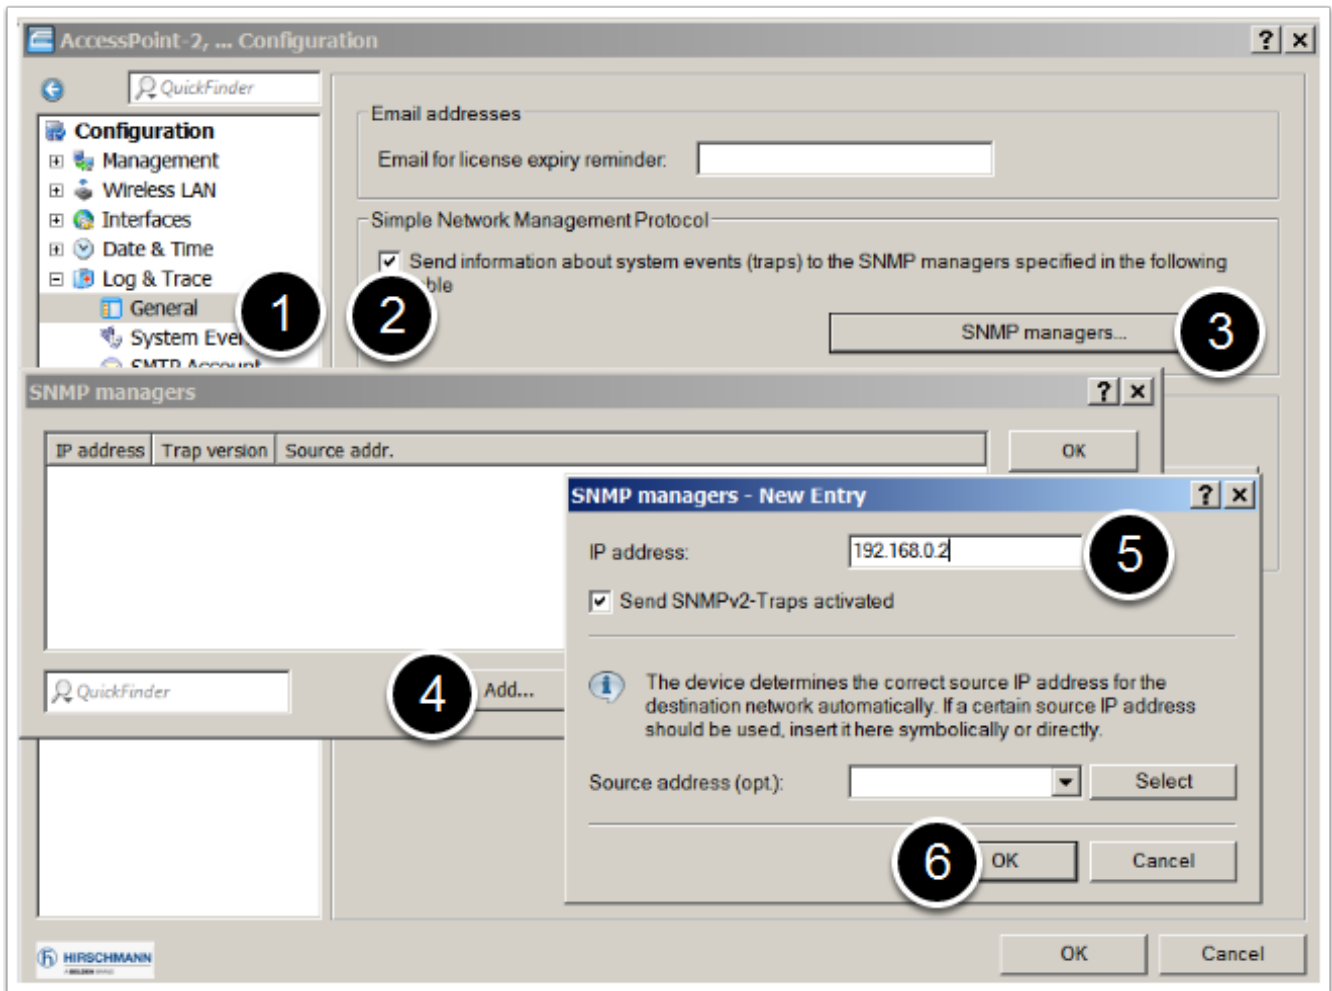 AccessPoint-2, ... Configuration
? ×
QuickFinder
Configuration
Management
Wireless LAN
Interfaces
Date & Time
Log & Trace
General
System Eve
SMTP Account
Email addresses
Email for license expiry reminder:
Simple Network Management Protocol
Send information about system events (traps) to the SNMP managers specified in the following
ble
SNMP managers...
1
2
3
SNMP managers
? ×
IP address Trap version Source addr.
OK
QuickFinder
4
Add...
SNMP managers - New Entry
? ×
IP address:
192.168.0.2
5
Send SNMPv2-Traps activated
The device determines the correct source IP address for the
destination network automatically. If a certain source IP address
should be used, insert it here symbolically or directly.
Source address (opt.):
Select
6
OK
Cancel
HIRSCHMANN
A BELDEN BRAND
OK
Cancel